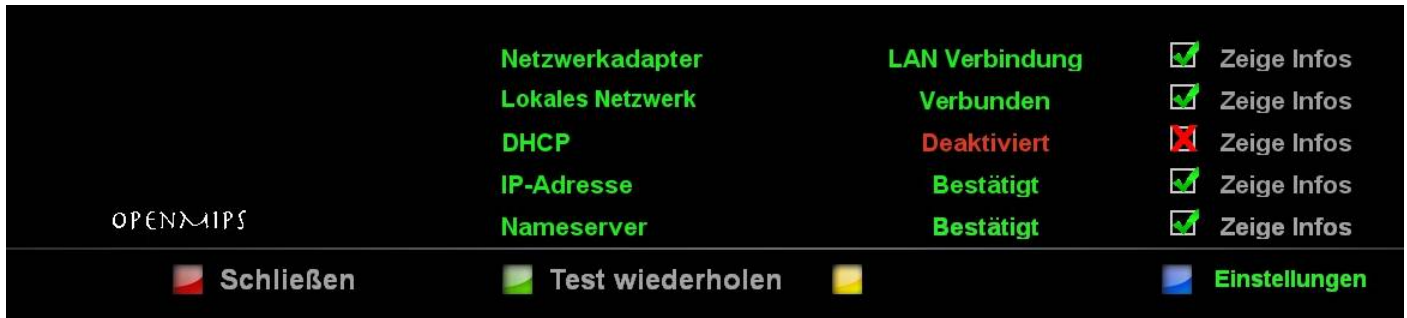 Netzwerkadapter LAN Verbindung Zeige Infos
Lokales Netzwerk Verbunden Zeige Infos
DHCP Deaktiviert Zeige Infos
IP-Adresse Bestätigt Zeige Infos
OPENMIPS
Nameserver Bestätigt Zeige Infos
Schließen Test wiederholen Einstellungen